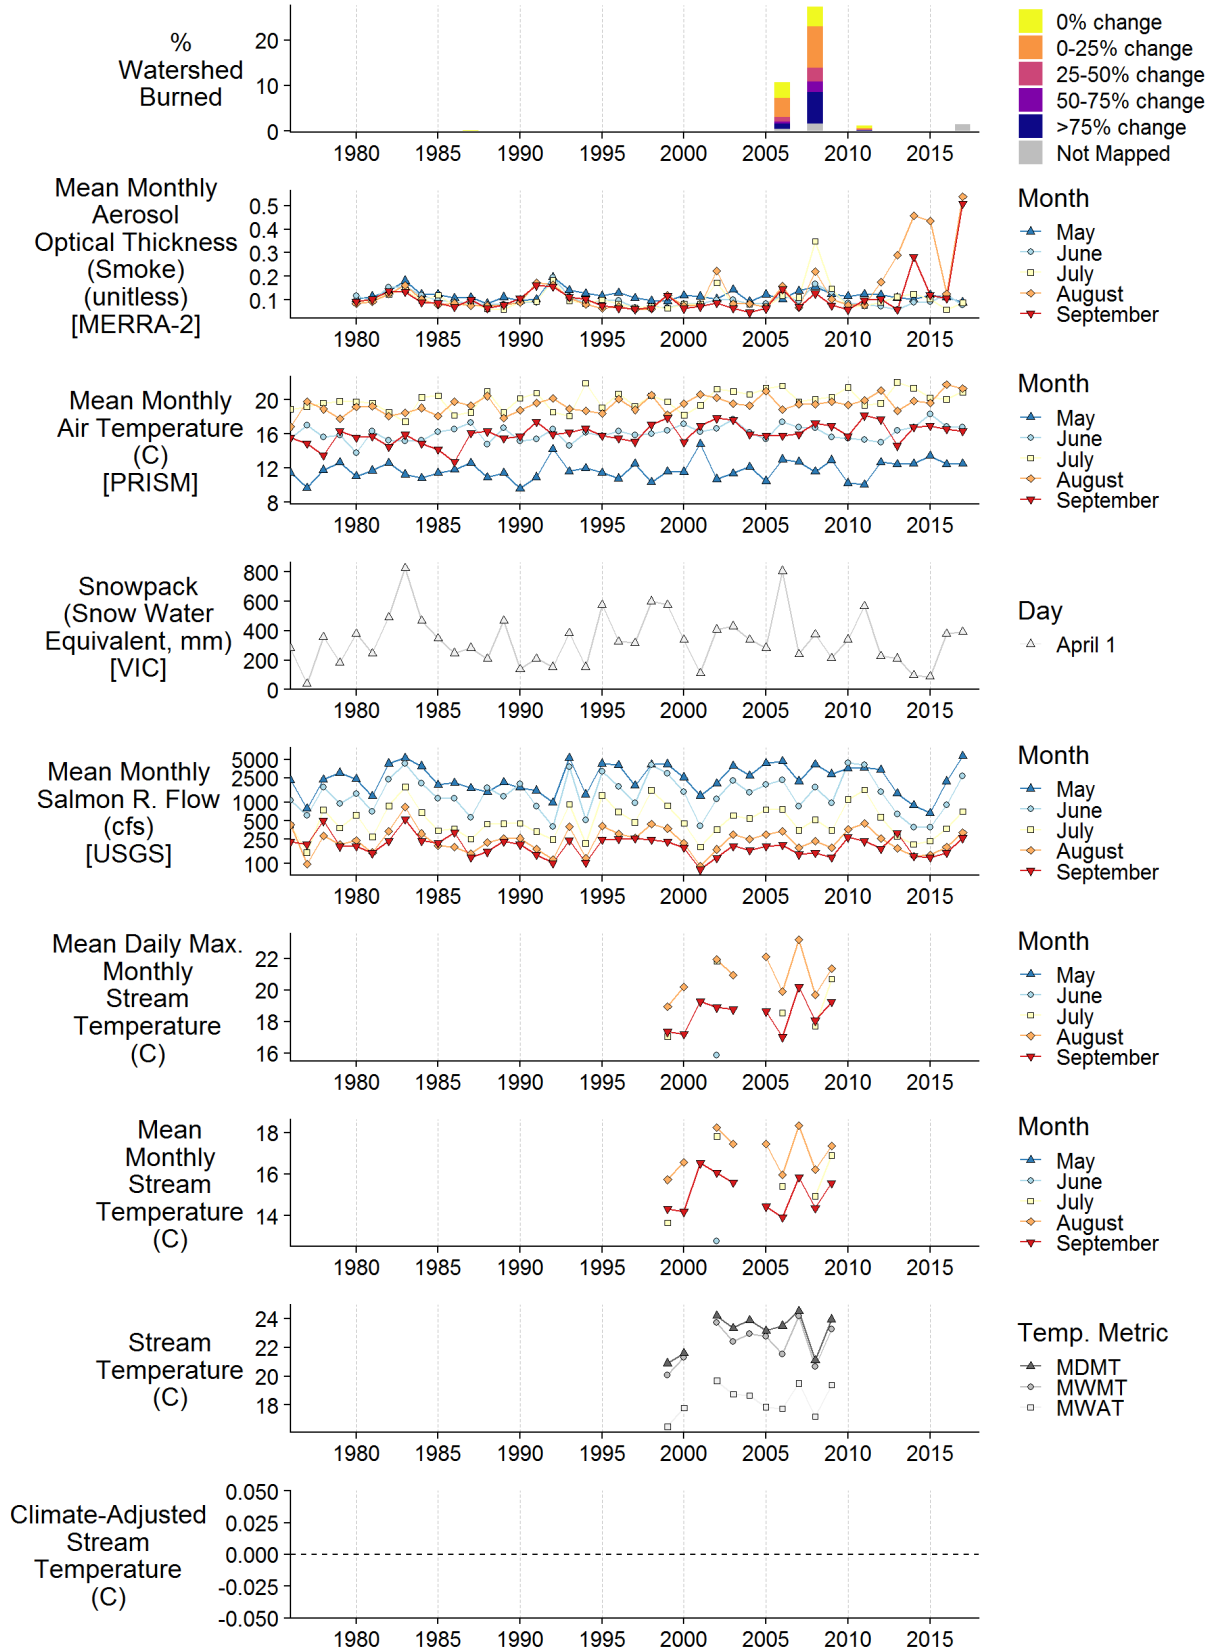 %
Watershed
Burned
20
10
0
1980 1985 1990 1995 2000 2005 2010 2015
0% change
0-25% change
25-50% change
50-75% change
>75% change
Not Mapped
Mean Monthly
Aerosol
Optical Thickness
(Smoke)
(unitless)
[MERRA-2]
0.5
0.4
0.3
0.2
0.1
1980 1985 1990 1995 2000 2005 2010 2015
Month
May
June
July
August
September
Mean Monthly
Air Temperature
(C)
[PRISM]
20
16
12
8
1980 1985 1990 1995 2000 2005 2010 2015
Month
May
June
July
August
September
Snowpack
(Snow Water
Equivalent, mm)
[VIC]
800
600
400
200
0
1980 1985 1990 1995 2000 2005 2010 2015
Day
April 1
Mean Monthly
Salmon R. Flow
(cfs)
[USGS]
5000
2500
1000
500
250
100
1980 1985 1990 1995 2000 2005 2010 2015
Month
May
June
July
August
September
Mean Daily Max.
Monthly
Stream
Temperature
(C)
22
20
18
16
1980 1985 1990 1995 2000 2005 2010 2015
Month
May
June
July
August
September
Mean
Monthly
Stream
Temperature
(C)
18
16
14
1980 1985 1990 1995 2000 2005 2010 2015
Month
May
June
July
August
September
Stream
Temperature
(C)
24
22
20
18
1980 1985 1990 1995 2000 2005 2010 2015
Temp. Metric
MDMT
MWMT
MWAT
Climate-Adjusted
Stream
Temperature
(C)
0.050
0.025
0.000
-0.025
-0.050
1980 1985 1990 1995 2000 2005 2010 2015